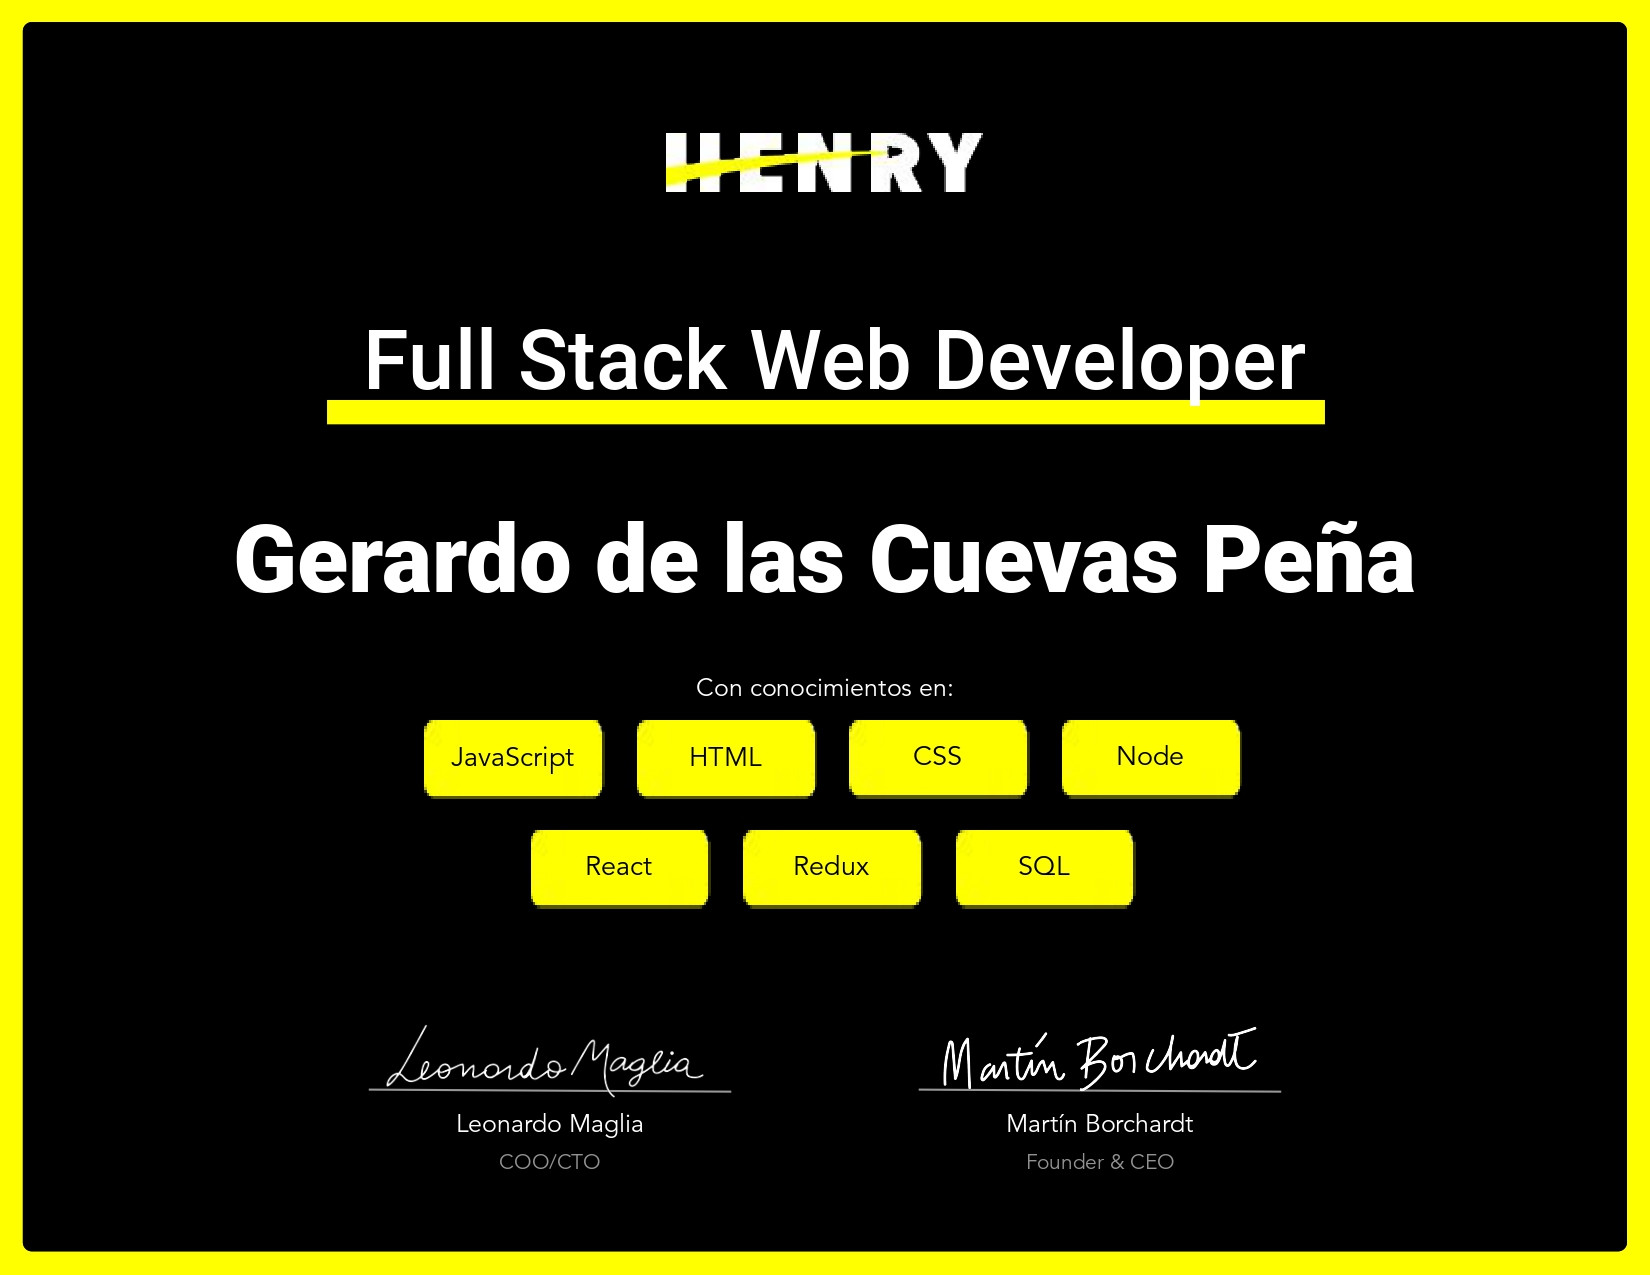 HENRY
Full Stack Web Developer
Gerardo de las Cuevas Peña
Con conocimientos en:
JavaScript HTML CSS Node
React Redux SQL
Leonardo Maglia Martín Borchardt
Leonardo Maglia Martín Borchardt
COO/CTO Founder & CEO